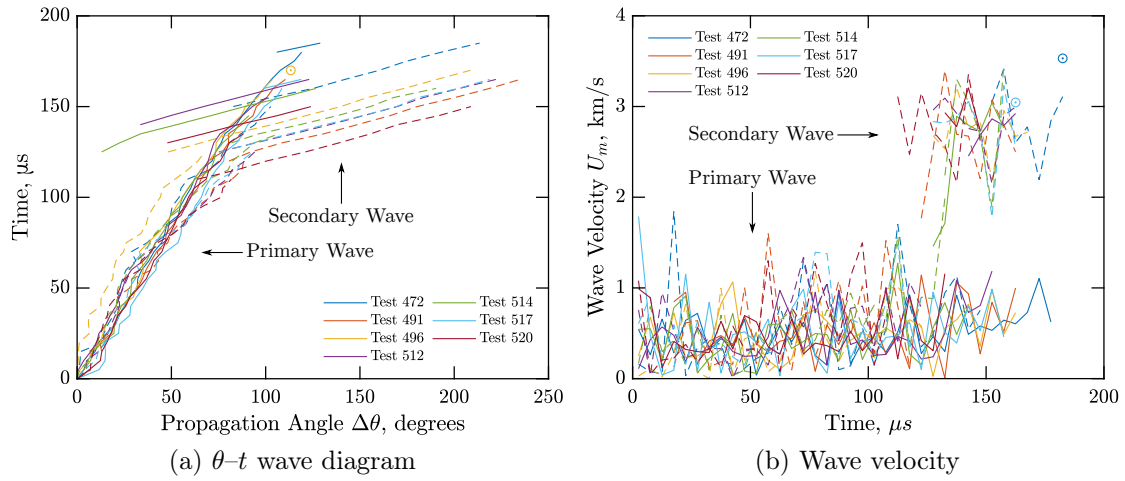 200
150
100
50
0
Time, µs
0 50 100 150 200 250
Propagation Angle Δθ, degrees
Secondary Wave
Primary Wave
Test 472 Test 514
Test 491 Test 517
Test 496 Test 520
Test 512
(a) θ–t wave diagram
4
3
2
1
0
Wave Velocity U_m, km/s
0 50 100 150 200
Time, μs
Test 472 Test 514
Test 491 Test 517
Test 496 Test 520
Test 512
Secondary Wave
Primary Wave
(b) Wave velocity